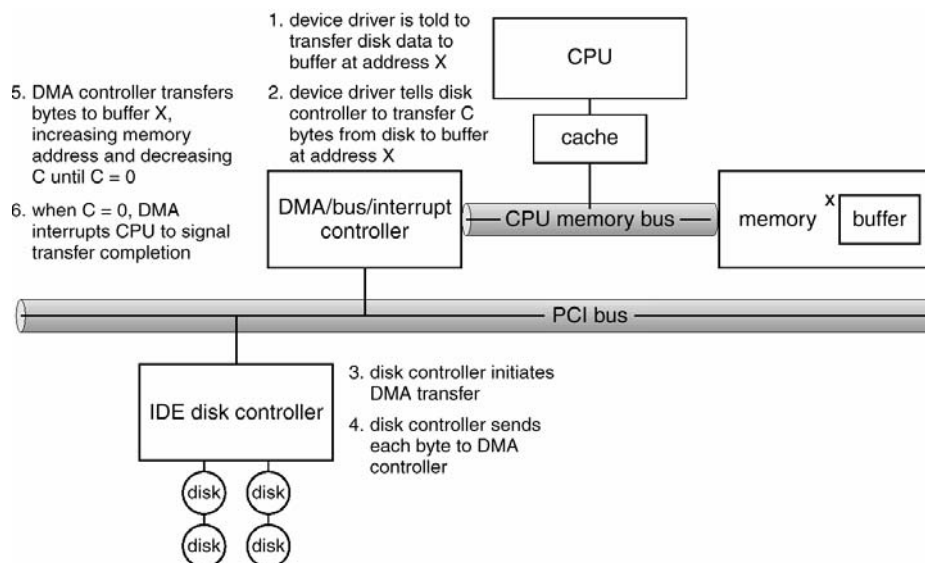 1. device driver is told to
transfer disk data to
buffer at address X
2. device driver tells disk
controller to transfer C
bytes from disk to buffer
at address X
5. DMA controller transfers
bytes to buffer X,
increasing memory
address and decreasing
C until C = 0
6. when C = 0, DMA
interrupts CPU to signal
transfer completion
CPU
cache
DMA/bus/interrupt
controller
CPU memory bus
memory
x
buffer
PCI bus
IDE disk controller
3. disk controller initiates
DMA transfer
4. disk controller sends
each byte to DMA
controller
disk
disk
disk
disk